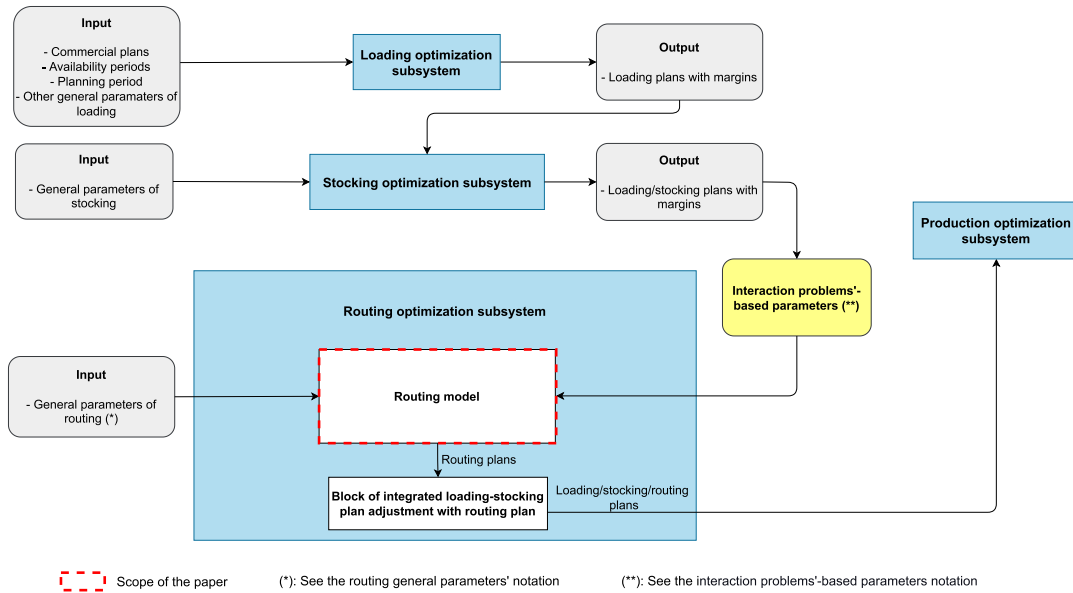 Input
- Commercial plans
- Availability periods
- Planning period
- Other general paramaters of
loading
Loading optimization
subsystem
Output
- Loading plans with margins
Input
- General parameters of
stocking
Stocking optimization subsystem
Output
- Loading/stocking plans with
margins
Production optimization
subsystem
Interaction problems'-
based parameters (**)
Routing optimization subsystem
Input
- General parameters of
routing (*)
Routing model
Routing plans
Block of integrated loading-stocking
plan adjustment with routing plan
Loading/stocking/routing
plans
Scope of the paper
(*): See the routing general parameters' notation
(**): See the interaction problems'-based parameters notation